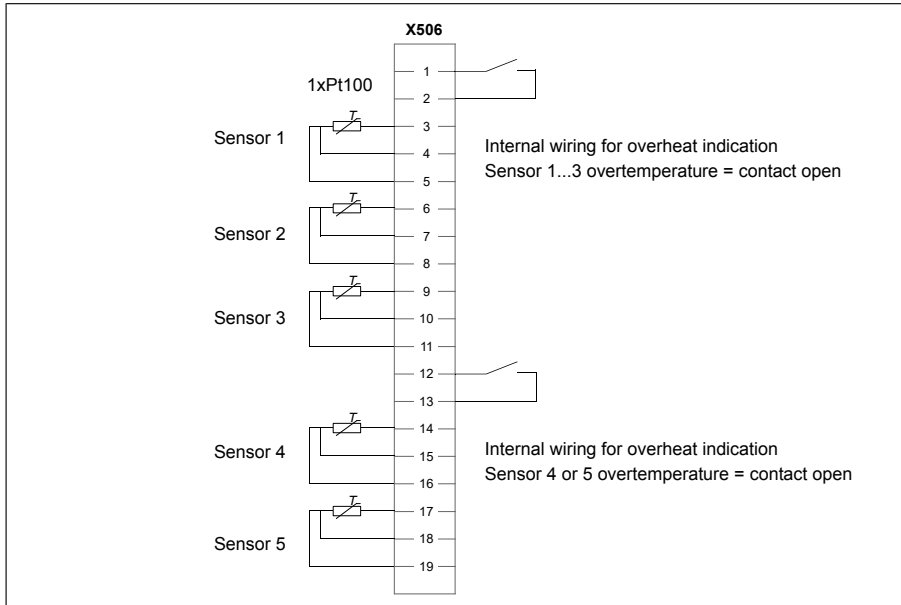 X506
1xPt100
1
2
Sensor 1
T
3
4
5
Internal wiring for overheat indication
Sensor 1...3 overtemperature = contact open
Sensor 2
T
6
7
8
Sensor 3
T
9
10
11
12
13
Sensor 4
T
14
15
16
Internal wiring for overheat indication
Sensor 4 or 5 overtemperature = contact open
Sensor 5
T
17
18
19